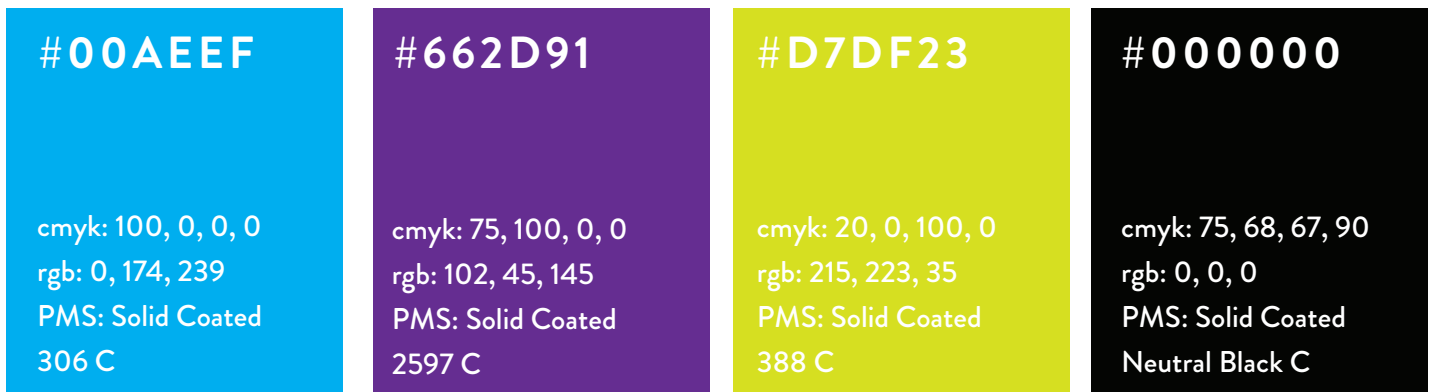 #00AEEF
cmyk: 100, 0, 0, 0
rgb: 0, 174, 239
PMS: Solid Coated
306 C
#662D91
cmyk: 75, 100, 0, 0
rgb: 102, 45, 145
PMS: Solid Coated
2597 C
#D7DF23
cmyk: 20, 0, 100, 0
rgb: 215, 223, 35
PMS: Solid Coated
388 C
#000000
cmyk: 75, 68, 67, 90
rgb: 0, 0, 0
PMS: Solid Coated
Neutral Black C